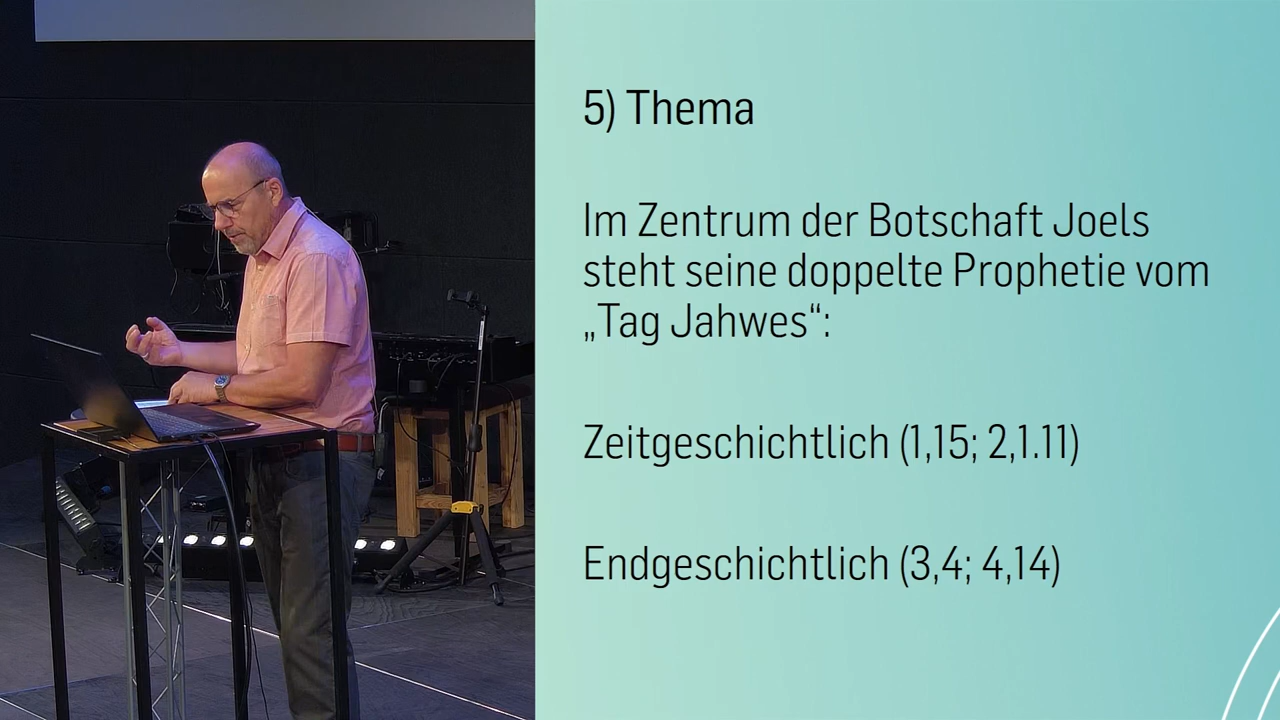 5) Thema
Im Zentrum der Botschaft Joels
steht seine doppelte Prophetie vom
„Tag Jahwes“:
Zeitgeschichtlich (1,15; 2,1.11)
Endgeschichtlich (3,4; 4,14)